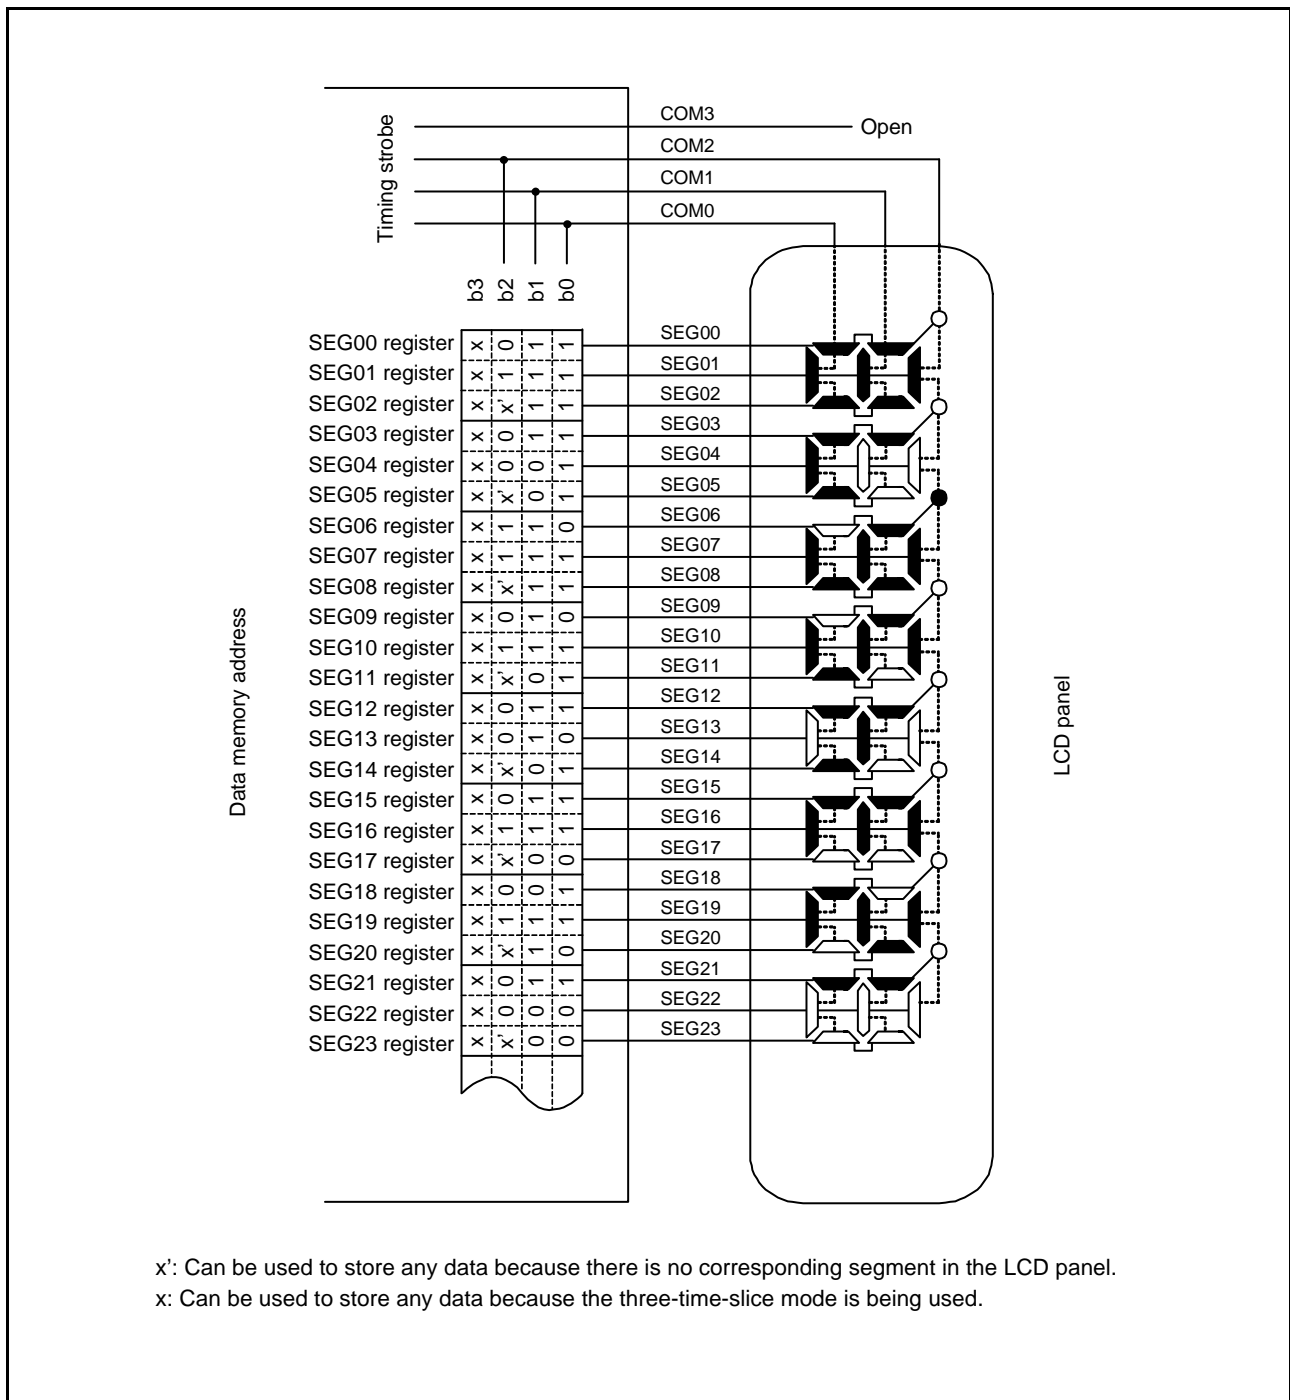 COM3
Open
COM2
COM1
COM0
Timing strobe
b3 b2 b1 b0
SEG00 register x 0 1 1 SEG00
SEG01 register x 1 1 1 SEG01
SEG02 register x x’ 1 1 SEG02
SEG03 register x 0 1 1 SEG03
SEG04 register x 0 0 1 SEG04
SEG05 register x x’ 0 1 SEG05
SEG06 register x 1 1 0 SEG06
SEG07 register x 1 1 1 SEG07
SEG08 register x x’ 1 1 SEG08
SEG09 register x 0 1 0 SEG09
SEG10 register x 1 1 1 SEG10
SEG11 register x x’ 0 1 SEG11
SEG12 register x 0 1 1 SEG12
SEG13 register x 0 1 0 SEG13
SEG14 register x x’ 0 1 SEG14
SEG15 register x 0 1 1 SEG15
SEG16 register x 1 1 1 SEG16
SEG17 register x x’ 0 0 SEG17
SEG18 register x 0 0 1 SEG18
SEG19 register x 1 1 1 SEG19
SEG20 register x x’ 1 0 SEG20
SEG21 register x 0 1 1 SEG21
SEG22 register x 0 0 0 SEG22
SEG23 register x x’ 0 0 SEG23
Data memory address
LCD panel
x’: Can be used to store any data because there is no corresponding segment in the LCD panel.
x: Can be used to store any data because the three-time-slice mode is being used.